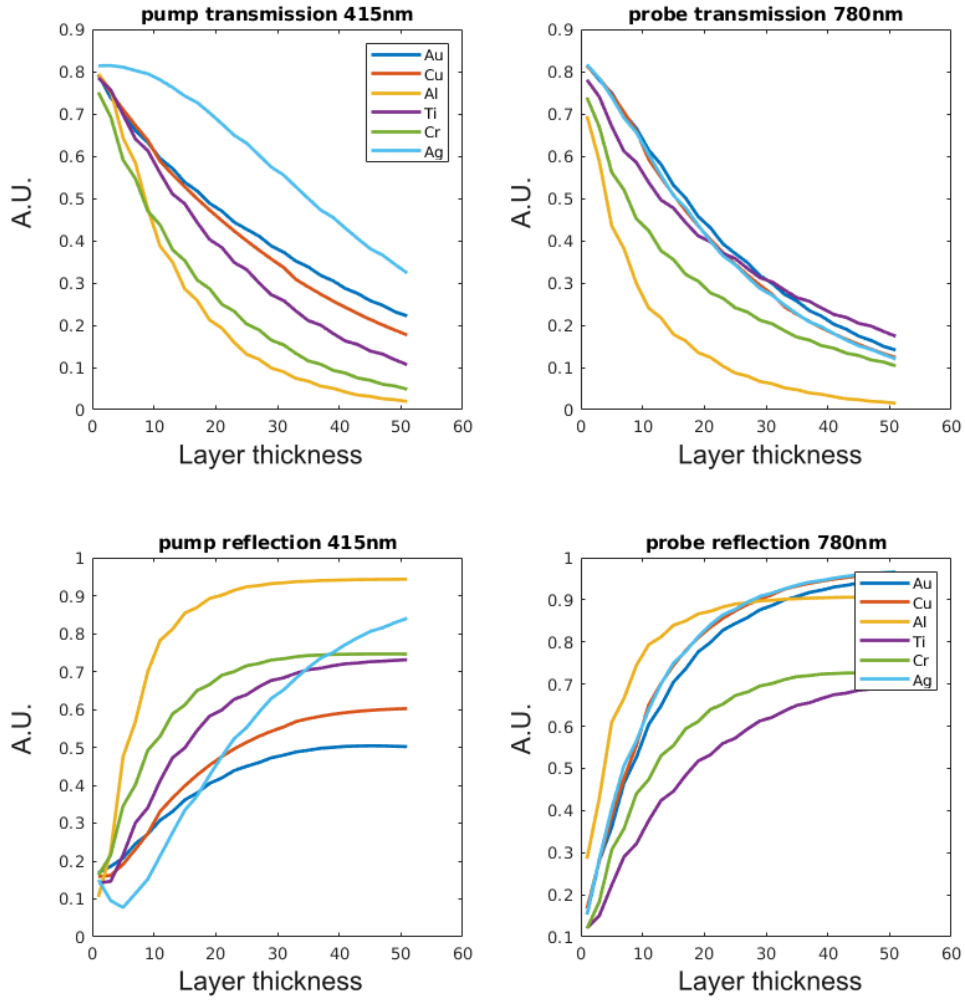 pump transmission 415nm
0.9
0.8
0.7
0.6
0.5
0.4
0.3
0.2
0.1
0
A.U.
0 10 20 30 40 50 60
Layer thickness
Au
Cu
Al
Ti
Cr
Ag
probe transmission 780nm
0.9
0.8
0.7
0.6
0.5
0.4
0.3
0.2
0.1
0
A.U.
0 10 20 30 40 50 60
Layer thickness
pump reflection 415nm
1
0.9
0.8
0.7
0.6
0.5
0.4
0.3
0.2
0.1
0
A.U.
0 10 20 30 40 50 60
Layer thickness
probe reflection 780nm
1
0.9
0.8
0.7
0.6
0.5
0.4
0.3
0.2
0.1
A.U.
0 10 20 30 40 50 60
Layer thickness
Au
Cu
Al
Ti
Cr
Ag